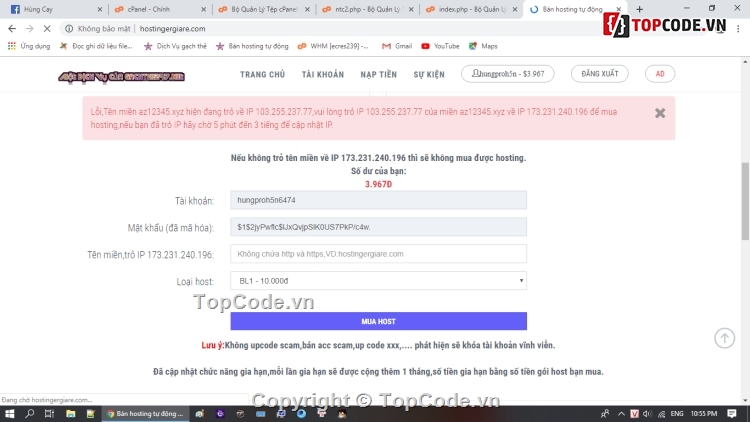 Hùng Cay
cPanel - Chính
Bộ Quản Lý Tệp cPanel
ntc2.php - Bộ Quản Lý T
index.php - Bộ Quản Lý
Bán hosting tự động
TOPCODE.VN
Không bảo mật | hostingergiare.com
Ứng dụng
Đọc ghi dữ liệu file...
Dịch Vụ gạch thẻ
Bán hosting tự động
WHM [ecres239] -...
Gmail
YouTube
Maps
TRANG CHỦ
TÀI KHOẢN
NẠP TIỀN
SỰ KIỆN
hungproh5n - $3.967
ĐĂNG XUẤT
AD
Lỗi,Tên miền az12345.xyz hiện đang trỏ về IP 103.255.237.77,vui lòng trỏ IP 103.255.237.77 của miền az12345.xyz về IP 173.231.240.196 để mua
hosting,nếu bạn đã trỏ IP hãy chờ 5 phút đến 3 tiếng để cập nhật IP.
Nếu không trỏ tên miền về IP 173.231.240.196 thì sẽ không mua được hosting.
Số dư của bạn:
3.967Đ
Tài khoản:
hungproh5n6474
Mật khẩu (đã mã hóa):
Tên miền,trỏ IP 173.231.240.196:
Không chứa http và https,VD:hostingergiare.com
Loại host:
BL1 - 10.000đ
TopCode.vn
MUA HOST
Lưu ý:Không upcode scam,bán acc scam,up code xxx,.... phát hiện sẽ khóa tài khoản vĩnh viễn.
Đã cập nhật chức năng gia hạn,mỗi lần gia hạn sẽ được cộng thêm 1 tháng,số tiền gia hạn bằng số tiền gói host bạn mua.
Đang chờ hostingergiare.com...
Copyright © TopCode.vn
Bán hosting tự động ...
ENG
10:55 PM